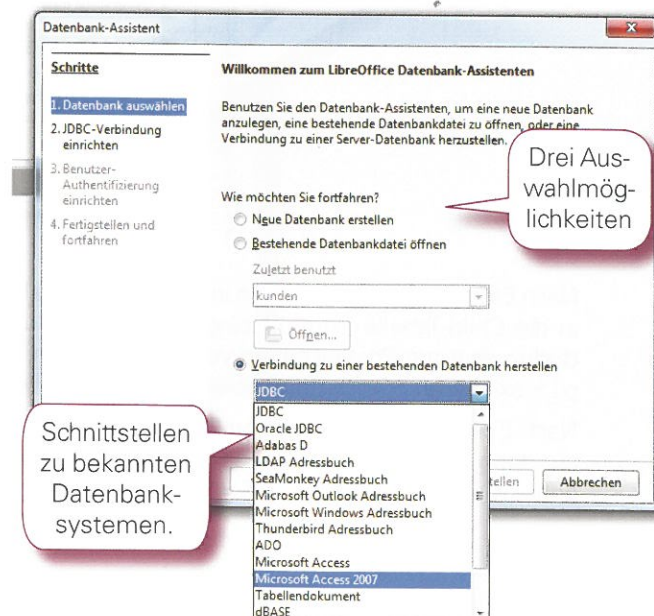 Datenbank-Assistent
Schritte
1. Datenbank auswählen
2. JDBC-Verbindung
einrichten
3. Benutzer-
Authentifizierung
einrichten
4. Fertigstellen und
fortfahren
Willkommen zum LibreOffice Datenbank-Assistenten
Benutzen Sie den Datenbank-Assistenten, um eine neue Datenbank
anzulegen, eine bestehende Datenbankdatei zu öffnen, oder eine
Verbindung zu einer Server-Datenbank herzustellen.
Drei Aus-
wahlmög-
lichkeiten
Wie möchten Sie fortfahren?
Neue Datenbank erstellen
Bestehende Datenbankdatei öffnen
Zuletzt benutzt
kunden
Öffnen...
Verbindung zu einer bestehenden Datenbank herstellen
JDBC
JDBC
Oracle JDBC
Adabas D
LDAP Adressbuch
SeaMonkey Adressbuch
Microsoft Outlook Adressbuch
Microsoft Windows Adressbuch
Thunderbird Adressbuch
ADO
Microsoft Access
Microsoft Access 2007
Tabellendokument
dBASE
Schnittstellen
zu bekannten
Datenbank-
systemen.
tellen
Abbrechen